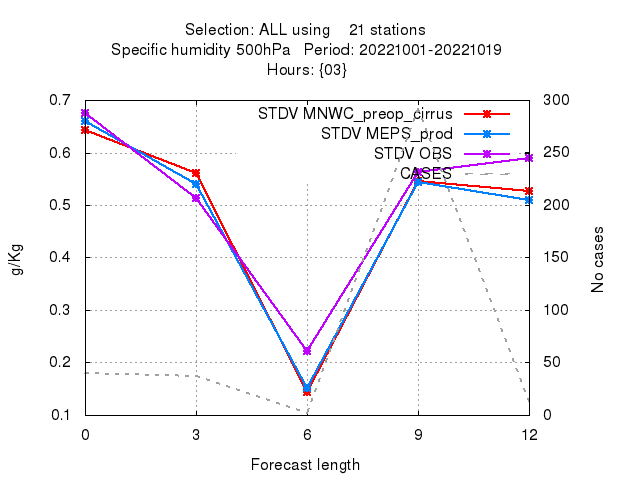 Selection: ALL using    21 stations
Specific humidity 500hPa   Period: 20221001-20221019
Hours: {03}
0.7
0.6
0.5
0.4
0.3
0.2
0.1
g/Kg
STDV MNWC_preop_cirrus
STDV MEPS_prod
STDV OBS
CASES
300
250
200
150
100
50
0
No cases
0 3 6 9 12
Forecast length